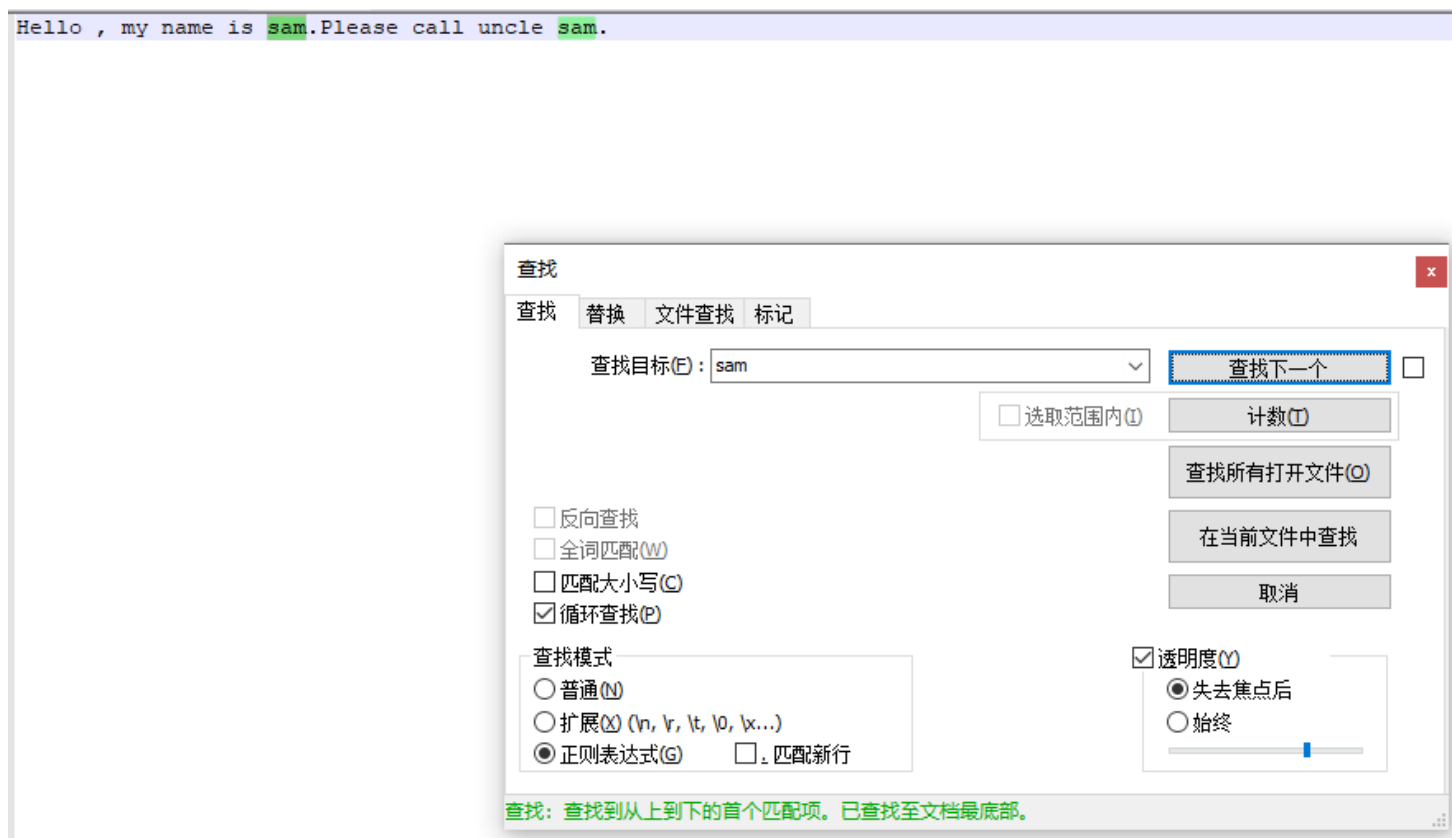 Hello , my name is sam.Please call uncle sam.
查找
x
查找 替换 文件查找 标记
查找目标(F) : sam
查找下一个
选取范围内(I)
计数(T)
查找所有打开文件(O)
反向查找
在当前文件中查找
全词匹配(W)
匹配大小写(C)
取消
循环查找(P)
查找模式
透明度(Y)
普通(N)
失去焦点后
扩展(X) (\n, \r, \t, \0, \x...)
始终
正则表达式(G) . 匹配新行
查找: 查找到从上到下的首个匹配项。已查找至文档最底部。